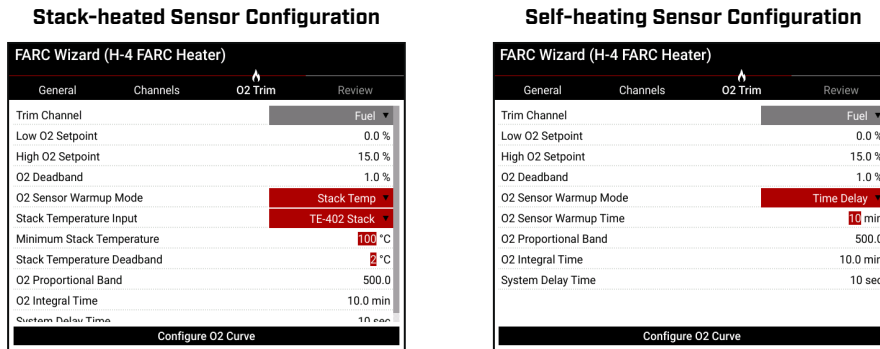 Stack-heated Sensor Configuration
FARC Wizard (H-4 FARC Heater)
General Channels O2 Trim Review
Trim Channel Fuel
Low O2 Setpoint 0.0 %
High O2 Setpoint 15.0 %
O2 Deadband 1.0 %
O2 Sensor Warmup Mode Stack Temp
Stack Temperature Input TE-402 Stack
Minimum Stack Temperature 100 °C
Stack Temperature Deadband 2 °C
O2 Proportional Band 500.0
O2 Integral Time 10.0 min
System Delay Time 10 sec
Configure O2 Curve
Self-heating Sensor Configuration
FARC Wizard (H-4 FARC Heater)
General Channels O2 Trim Review
Trim Channel Fuel
Low O2 Setpoint 0.0 %
High O2 Setpoint 15.0 %
O2 Deadband 1.0 %
O2 Sensor Warmup Mode Time Delay
O2 Sensor Warmup Time 10 min
O2 Proportional Band 500.0
O2 Integral Time 10.0 min
System Delay Time 10 sec
Configure O2 Curve